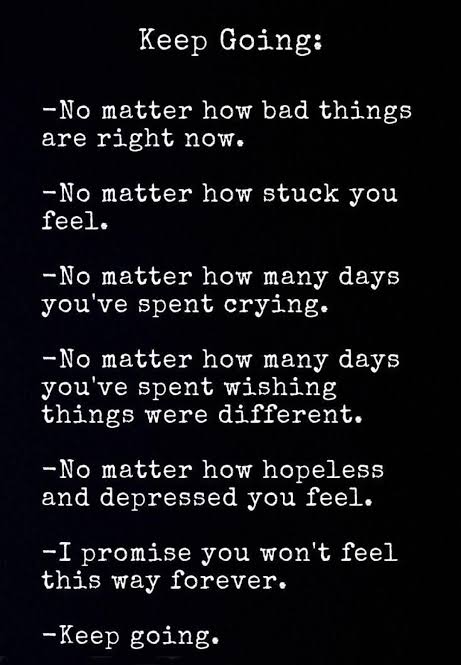 Keep Going:
-No matter how bad things
are right now.
-No matter how stuck you
feel.
-No matter how many days
you've spent crying.
-No matter how many days
you've spent wishing
things were different.
-No matter how hopeless
and depressed you feel.
-I promise you won't feel
this way forever.
-Keep going.